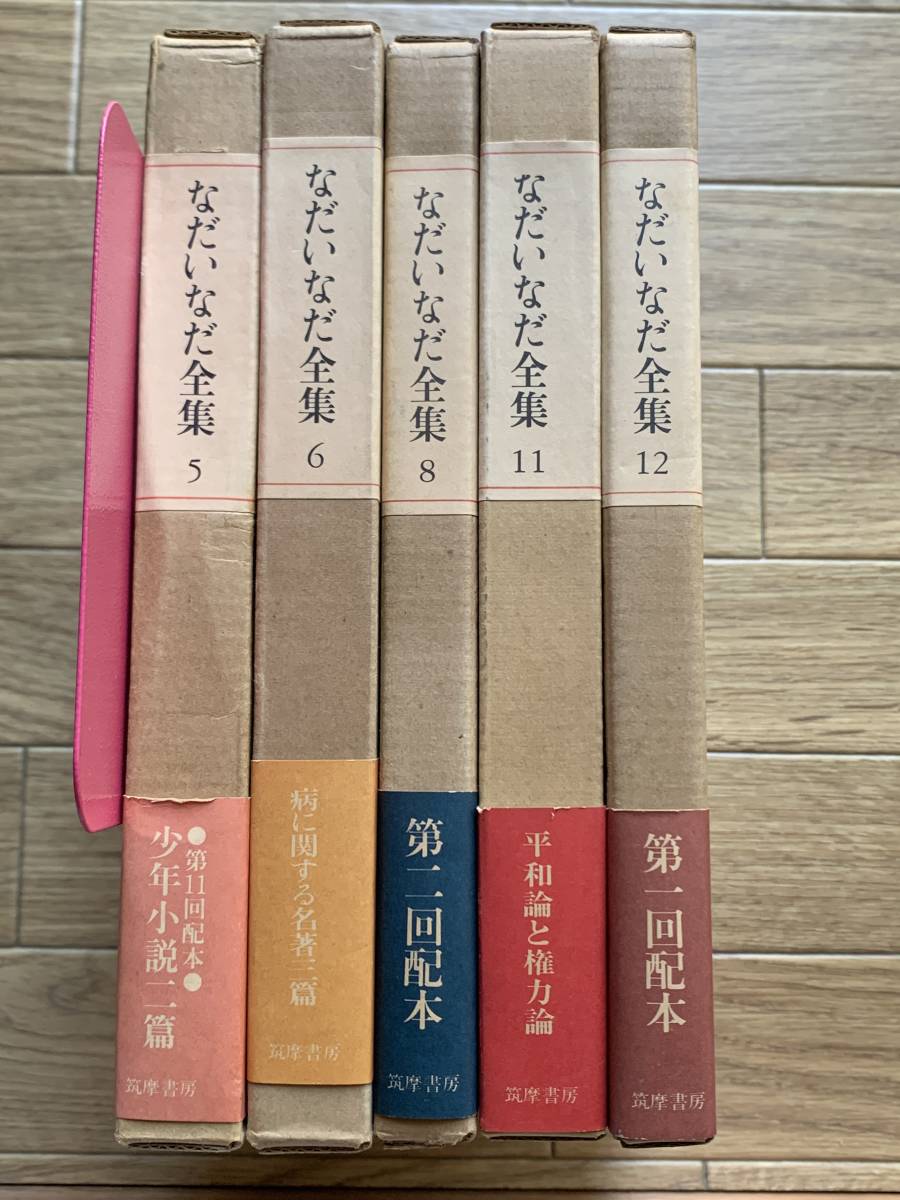 なだいなだ全集
5
●第11回配本●
少年小説二篇
筑摩書房
なだいなだ全集
6
病に関する名著三篇
筑摩書房
なだいなだ全集
8
第二回配本
筑摩書房
なだいなだ全集
11
平和論と権力論
筑摩書房
なだいなだ全集
12
第一回配本
筑摩書房